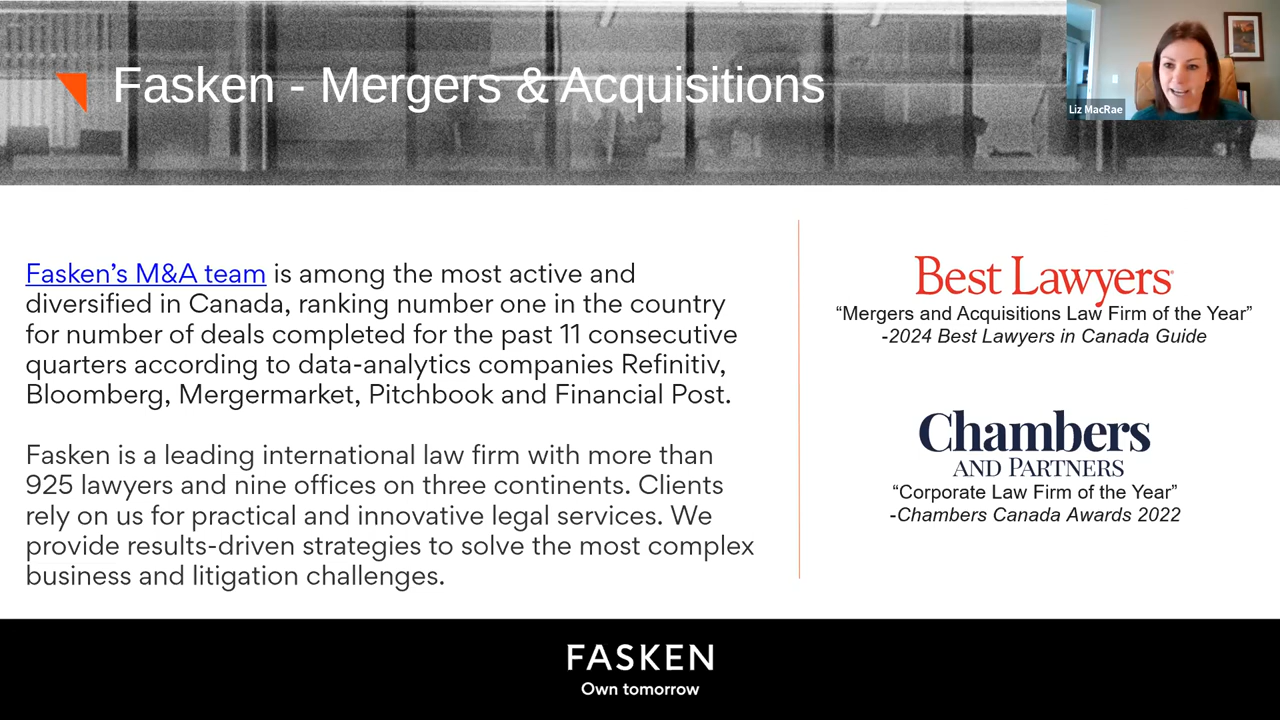 Fasken - Mergers & Acquisitions
Liz MacRae
Fasken’s M&A team is among the most active and
diversified in Canada, ranking number one in the country
for number of deals completed for the past 11 consecutive
quarters according to data-analytics companies Refinitiv,
Bloomberg, Mergermarket, Pitchbook and Financial Post.
Fasken is a leading international law firm with more than
925 lawyers and nine offices on three continents. Clients
rely on us for practical and innovative legal services. We
provide results-driven strategies to solve the most complex
business and litigation challenges.
Best Lawyers®
“Mergers and Acquisitions Law Firm of the Year”
-2024 Best Lawyers in Canada Guide
Chambers
AND PARTNERS
“Corporate Law Firm of the Year”
-Chambers Canada Awards 2022
FASKEN
Own tomorrow